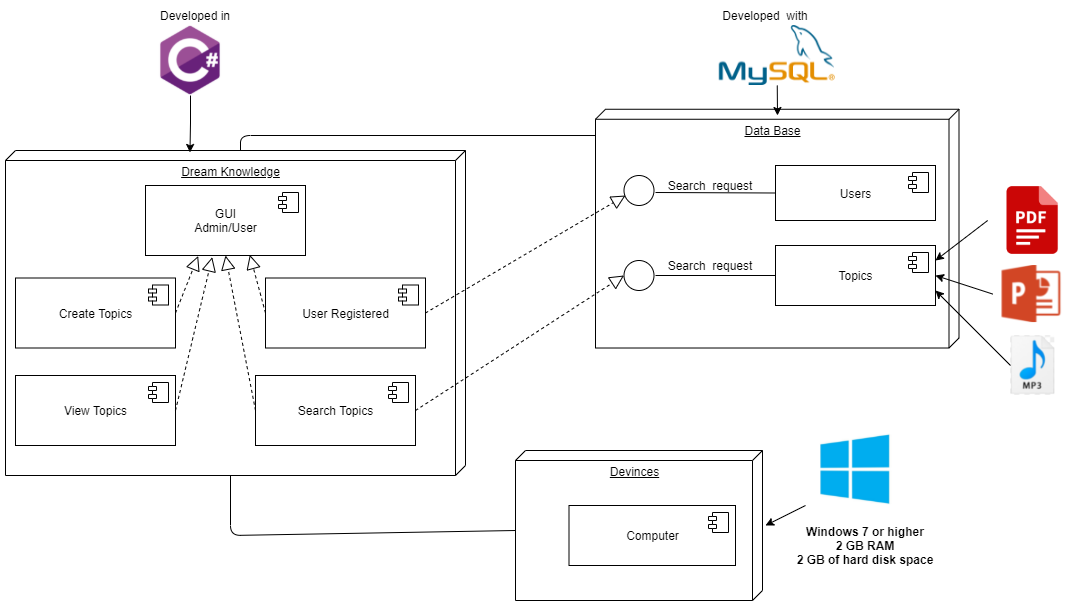 Developed in
C#
Developed with
MySQL®
Data Base
Dream Knowledge
GUI
Admin/User
Create Topics
User Registered
View Topics
Search Topics
Search request
Users
Search request
Topics
PDF
P
MP3
Devinces
Computer
Windows 7 or higher
2 GB RAM
2 GB of hard disk space